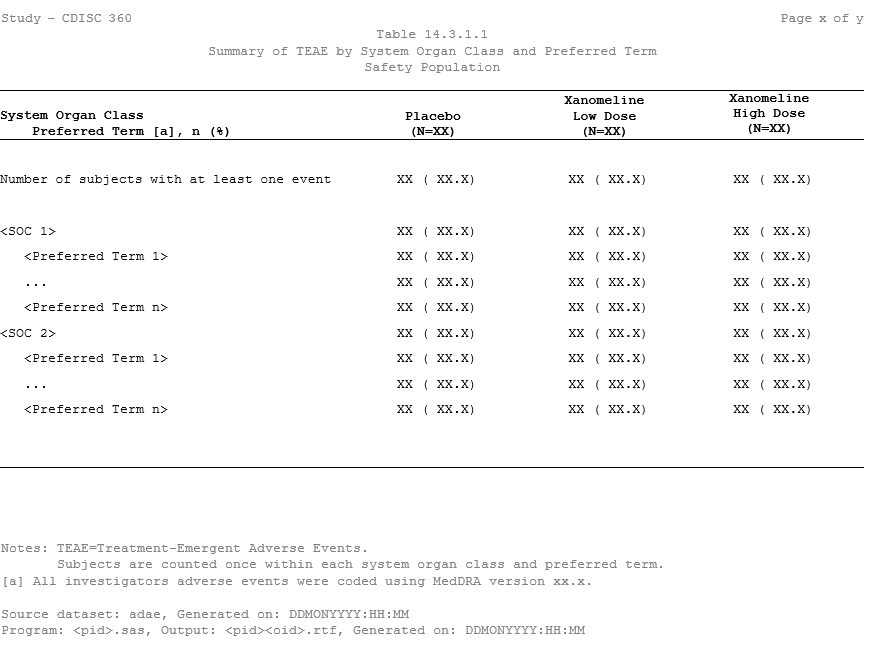 Study - CDISC 360 Page x of y
Table 14.3.1.1
Summary of TEAE by System Organ Class and Preferred Term
Safety Population
System Organ Class Placebo Xanomeline Low Dose Xanomeline High Dose
Preferred Term [a], n (%) (N=XX) (N=XX) (N=XX)
Number of subjects with at least one event XX ( XX.X) XX ( XX.X) XX ( XX.X)
<SOC 1> XX ( XX.X) XX ( XX.X) XX ( XX.X)
<Preferred Term 1> XX ( XX.X) XX ( XX.X) XX ( XX.X)
... XX ( XX.X) XX ( XX.X) XX ( XX.X)
<Preferred Term n> XX ( XX.X) XX ( XX.X) XX ( XX.X)
<SOC 2> XX ( XX.X) XX ( XX.X) XX ( XX.X)
<Preferred Term 1> XX ( XX.X) XX ( XX.X) XX ( XX.X)
... XX ( XX.X) XX ( XX.X) XX ( XX.X)
<Preferred Term n> XX ( XX.X) XX ( XX.X) XX ( XX.X)
Notes: TEAE=Treatment-Emergent Adverse Events.
Subjects are counted once within each system organ class and preferred term.
[a] All investigators adverse events were coded using MedDRA version xx.x.
Source dataset: adae, Generated on: DDMONYYYY:HH:MM
Program: <pid>.sas, Output: <pid><oid>.rtf, Generated on: DDMONYYYY:HH:MM